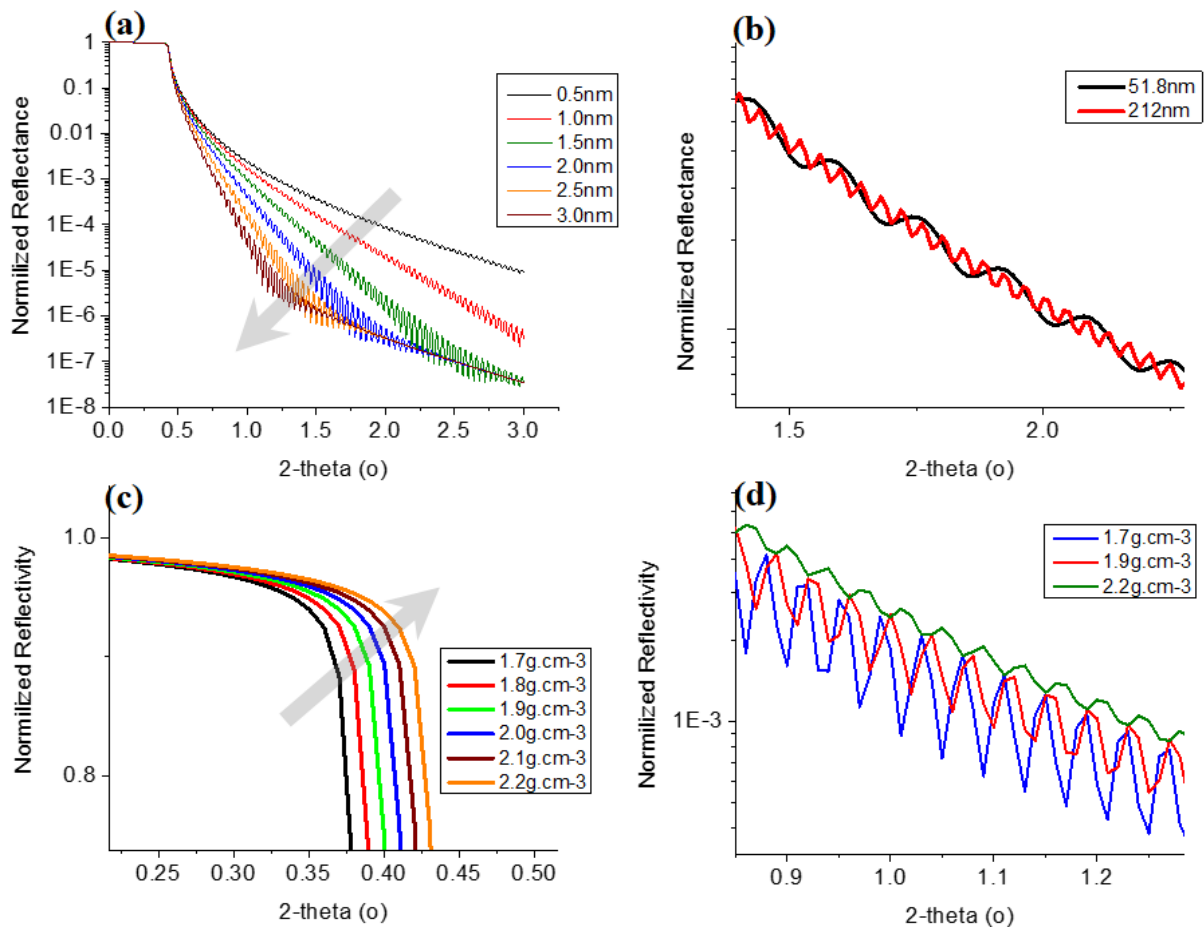 (a)
1
0.1
0.01
1E-3
1E-4
1E-5
1E-6
1E-7
1E-8
Normilized Reflectance
0.5nm
1.0nm
1.5nm
2.0nm
2.5nm
3.0nm
0.0 0.5 1.0 1.5 2.0 2.5 3.0
2-theta (o)
(b)
Normilized Reflectance
51.8nm
212nm
1.5 2.0
2-theta (o)
(c)
1.0
0.8
Normilized Reflectivity
1.7g.cm-3
1.8g.cm-3
1.9g.cm-3
2.0g.cm-3
2.1g.cm-3
2.2g.cm-3
0.25 0.30 0.35 0.40 0.45 0.50
2-theta (o)
(d)
1E-3
Normilized Reflectivity
1.7g.cm-3
1.9g.cm-3
2.2g.cm-3
0.9 1.0 1.1 1.2
2-theta (o)